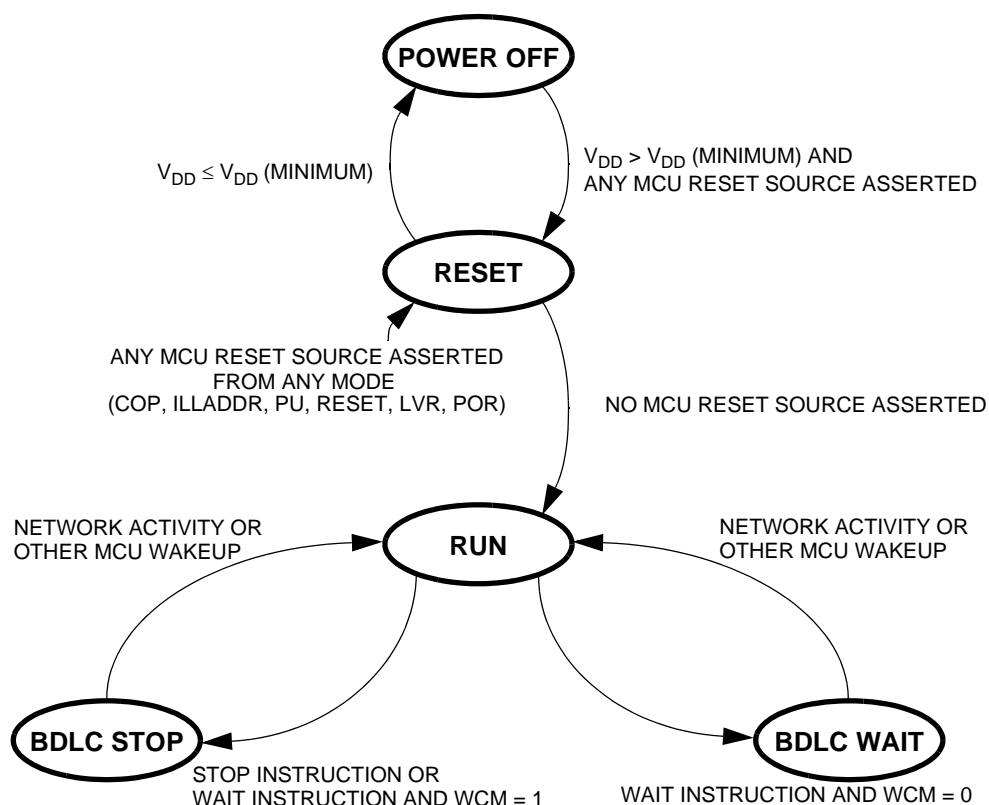 POWER OFF
V_DD ≤ V_DD (MINIMUM)
V_DD > V_DD (MINIMUM) AND
ANY MCU RESET SOURCE ASSERTED
RESET
ANY MCU RESET SOURCE ASSERTED
FROM ANY MODE
(COP, ILLADDR, PU, RESET, LVR, POR)
NO MCU RESET SOURCE ASSERTED
NETWORK ACTIVITY OR
OTHER MCU WAKEUP
RUN
NETWORK ACTIVITY OR
OTHER MCU WAKEUP
BDLC STOP
BDLC WAIT
STOP INSTRUCTION OR
WAIT INSTRUCTION AND WCM = 1
WAIT INSTRUCTION AND WCM = 0